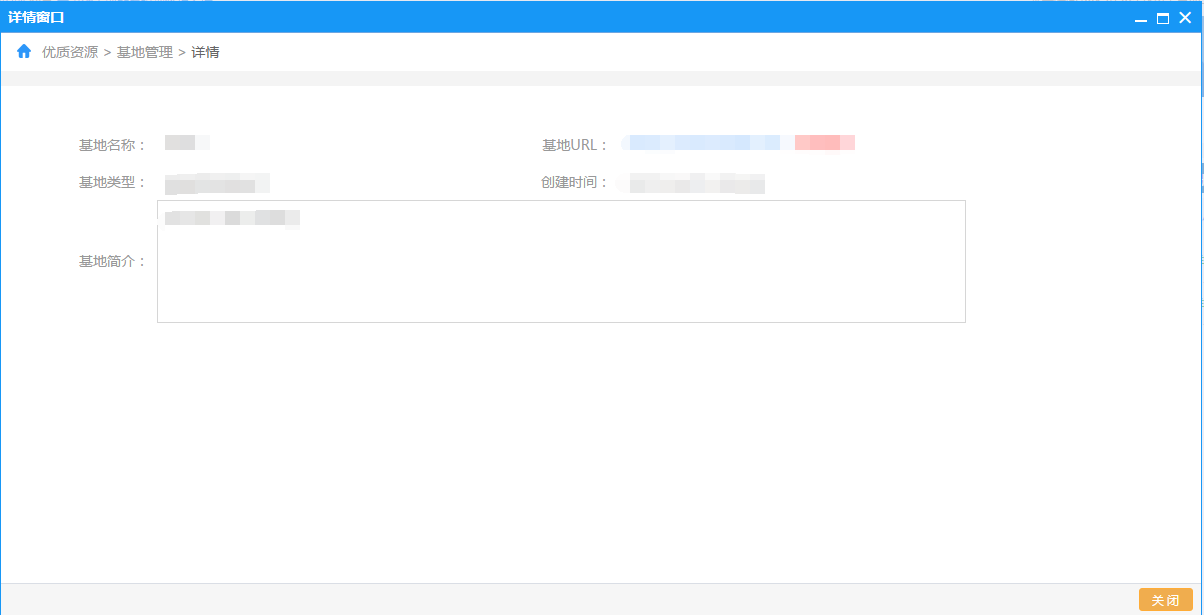 详情窗口
优质资源 > 基地管理 > 详情
基地名称： 基地URL：
基地类型： 创建时间：
基地简介：
关闭